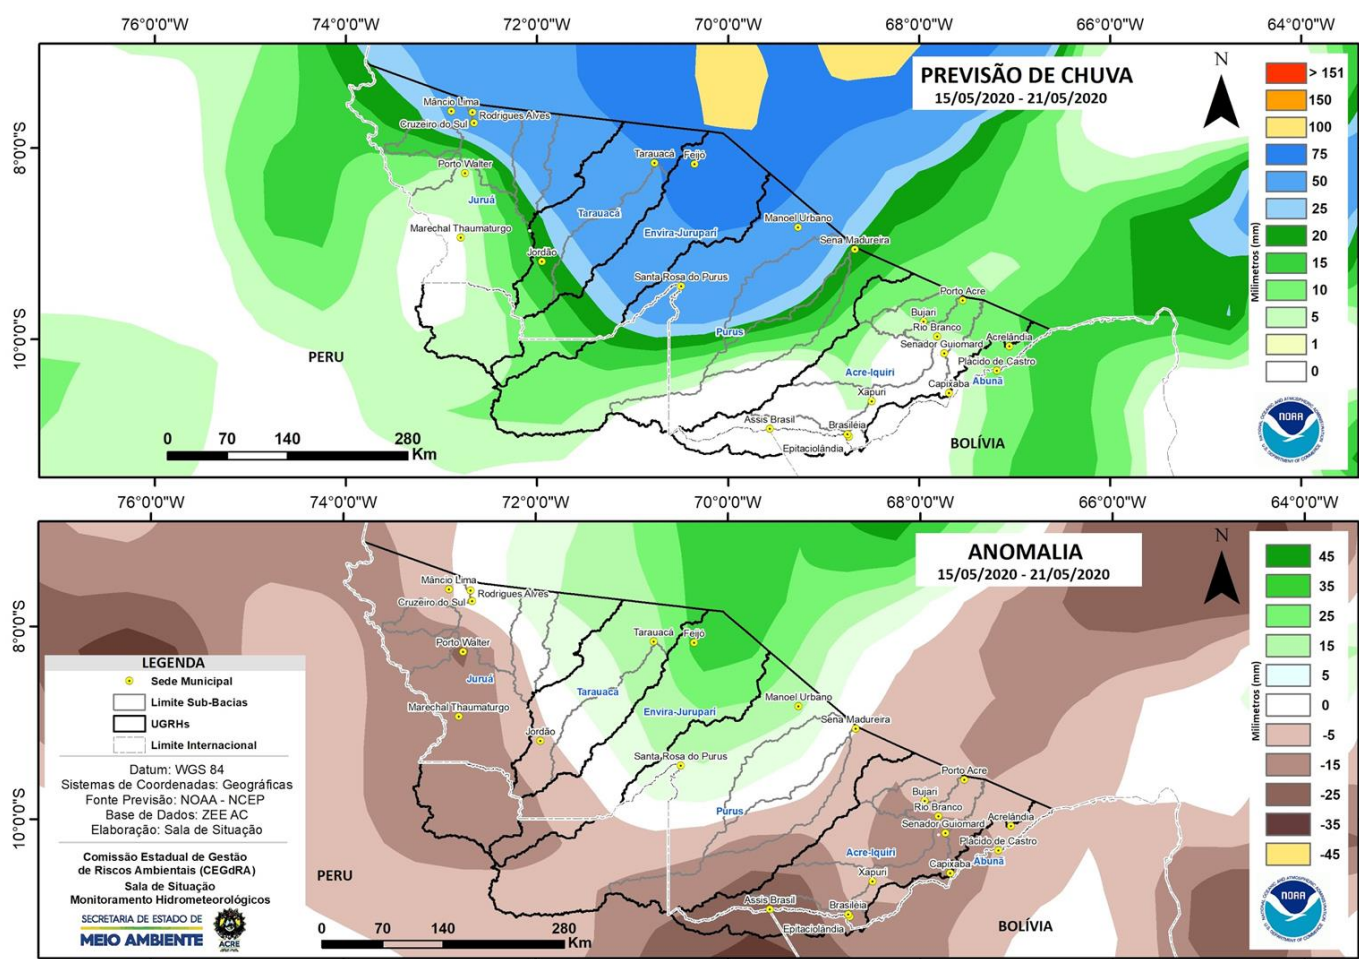 76°0'0"W 74°0'0"W 72°0'0"W 70°0'0"W 68°0'0"W 66°0'0"W 64°0'0"W
PREVISÃO DE CHUVA
15/05/2020 - 21/05/2020
N
8°0'0"S
10°0'0"S
Milimetros (mm)
> 151
150
100
75
50
25
20
15
10
5
1
0
NOAA
Mâncio Lima
Rodrigues Alves
Cruzeiro do Sul
Porto Walter
Juruá
Marechal Thaumaturgo
Jordão
Tarauacá
Feijó
Tarauacá
Envira-Jurupari
Manoel Urbano
Sena Madureira
Santa Rosa do Purus
Purus
Porto Acre
Bujari
Rio Branco
Senador Guiomard
Acrelândia
Plácido de Castro
Acre-Iquiri
Abunã
Capixaba
Xapuri
Assis Brasil
Brasiléia
Epitaciolândia
PERU
BOLÍVIA
0 70 140 280
Km
76°0'0"W 74°0'0"W 72°0'0"W 70°0'0"W 68°0'0"W 66°0'0"W 64°0'0"W
ANOMALIA
15/05/2020 - 21/05/2020
N
8°0'0"S
10°0'0"S
Milimetros (mm)
45
35
25
15
5
0
-5
-15
-25
-35
-45
NOAA
Mâncio Lima
Rodrigues Alves
Cruzeiro do Sul
Porto Walter
Juruá
Marechal Thaumaturgo
Jordão
Tarauacá
Feijó
Tarauacá
Envira-Jurupari
Manoel Urbano
Sena Madureira
Santa Rosa do Purus
Purus
Porto Acre
Bujari
Rio Branco
Senador Guiomard
Acrelândia
Plácido de Castro
Acre-Iquiri
Abunã
Capixaba
Xapuri
Assis Brasil
Brasiléia
Epitaciolândia
PERU
BOLÍVIA
0 70 140 280
Km
LEGENDA
Sede Municipal
Limite Sub-Bacias
UGRHs
Limite Internacional
Datum: WGS 84
Sistemas de Coordenadas: Geográficas
Fonte Previsão: NOAA - NCEP
Base de Dados: ZEE AC
Elaboração: Sala de Situação
Comissão Estadual de Gestão
de Riscos Ambientais (CEGdRA)
Sala de Situação
Monitoramento Hidrometeorológicos
SECRETARIA DE ESTADO DE
MEIO AMBIENTE
ACRE